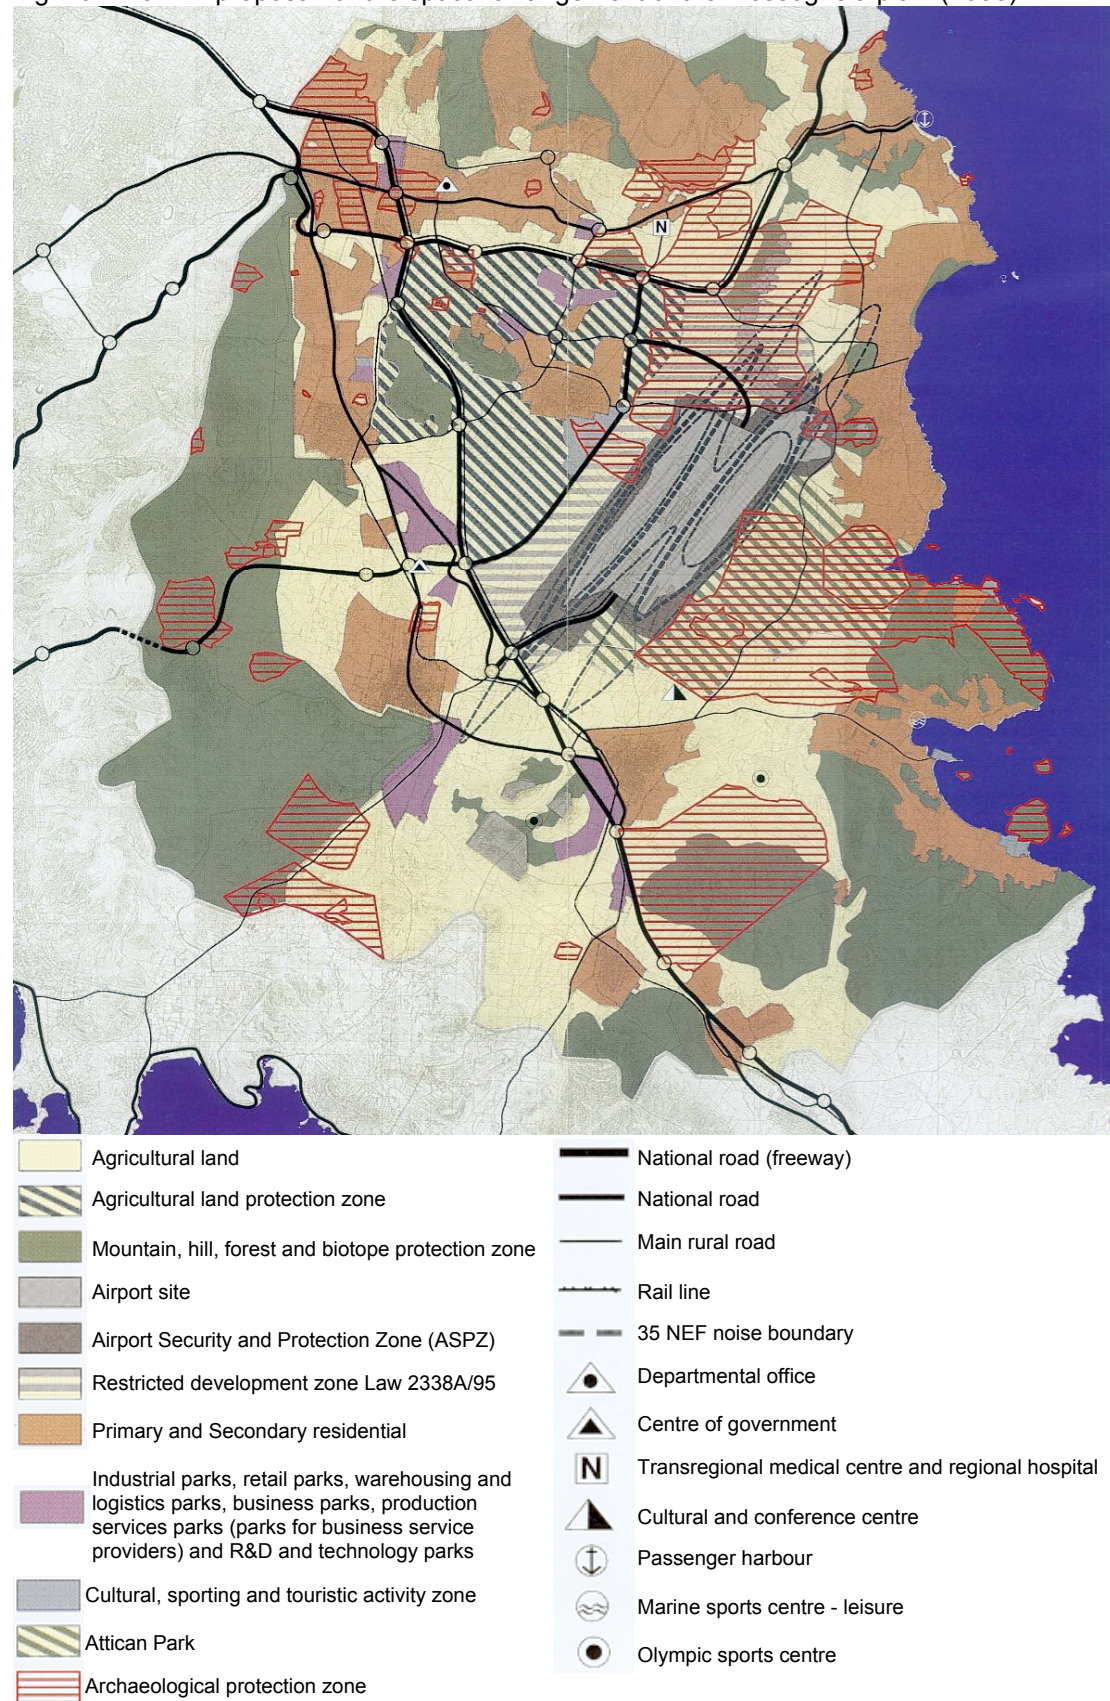 Agricultural land
Agricultural land protection zone
Mountain, hill, forest and biotope protection zone
Airport site
Airport Security and Protection Zone (ASPZ)
Restricted development zone Law 2338A/95
Primary and Secondary residential
Industrial parks, retail parks, warehousing and
logistics parks, business parks, production
services parks (parks for business service
providers) and R&D and technology parks
Cultural, sporting and touristic activity zone
Attican Park
Archaeological protection zone
National road (freeway)
National road
Main rural road
Rail line
35 NEF noise boundary
Departmental office
Centre of government
N Transregional medical centre and regional hospital
Cultural and conference centre
Passenger harbour
Marine sports centre - leisure
Olympic sports centre
N